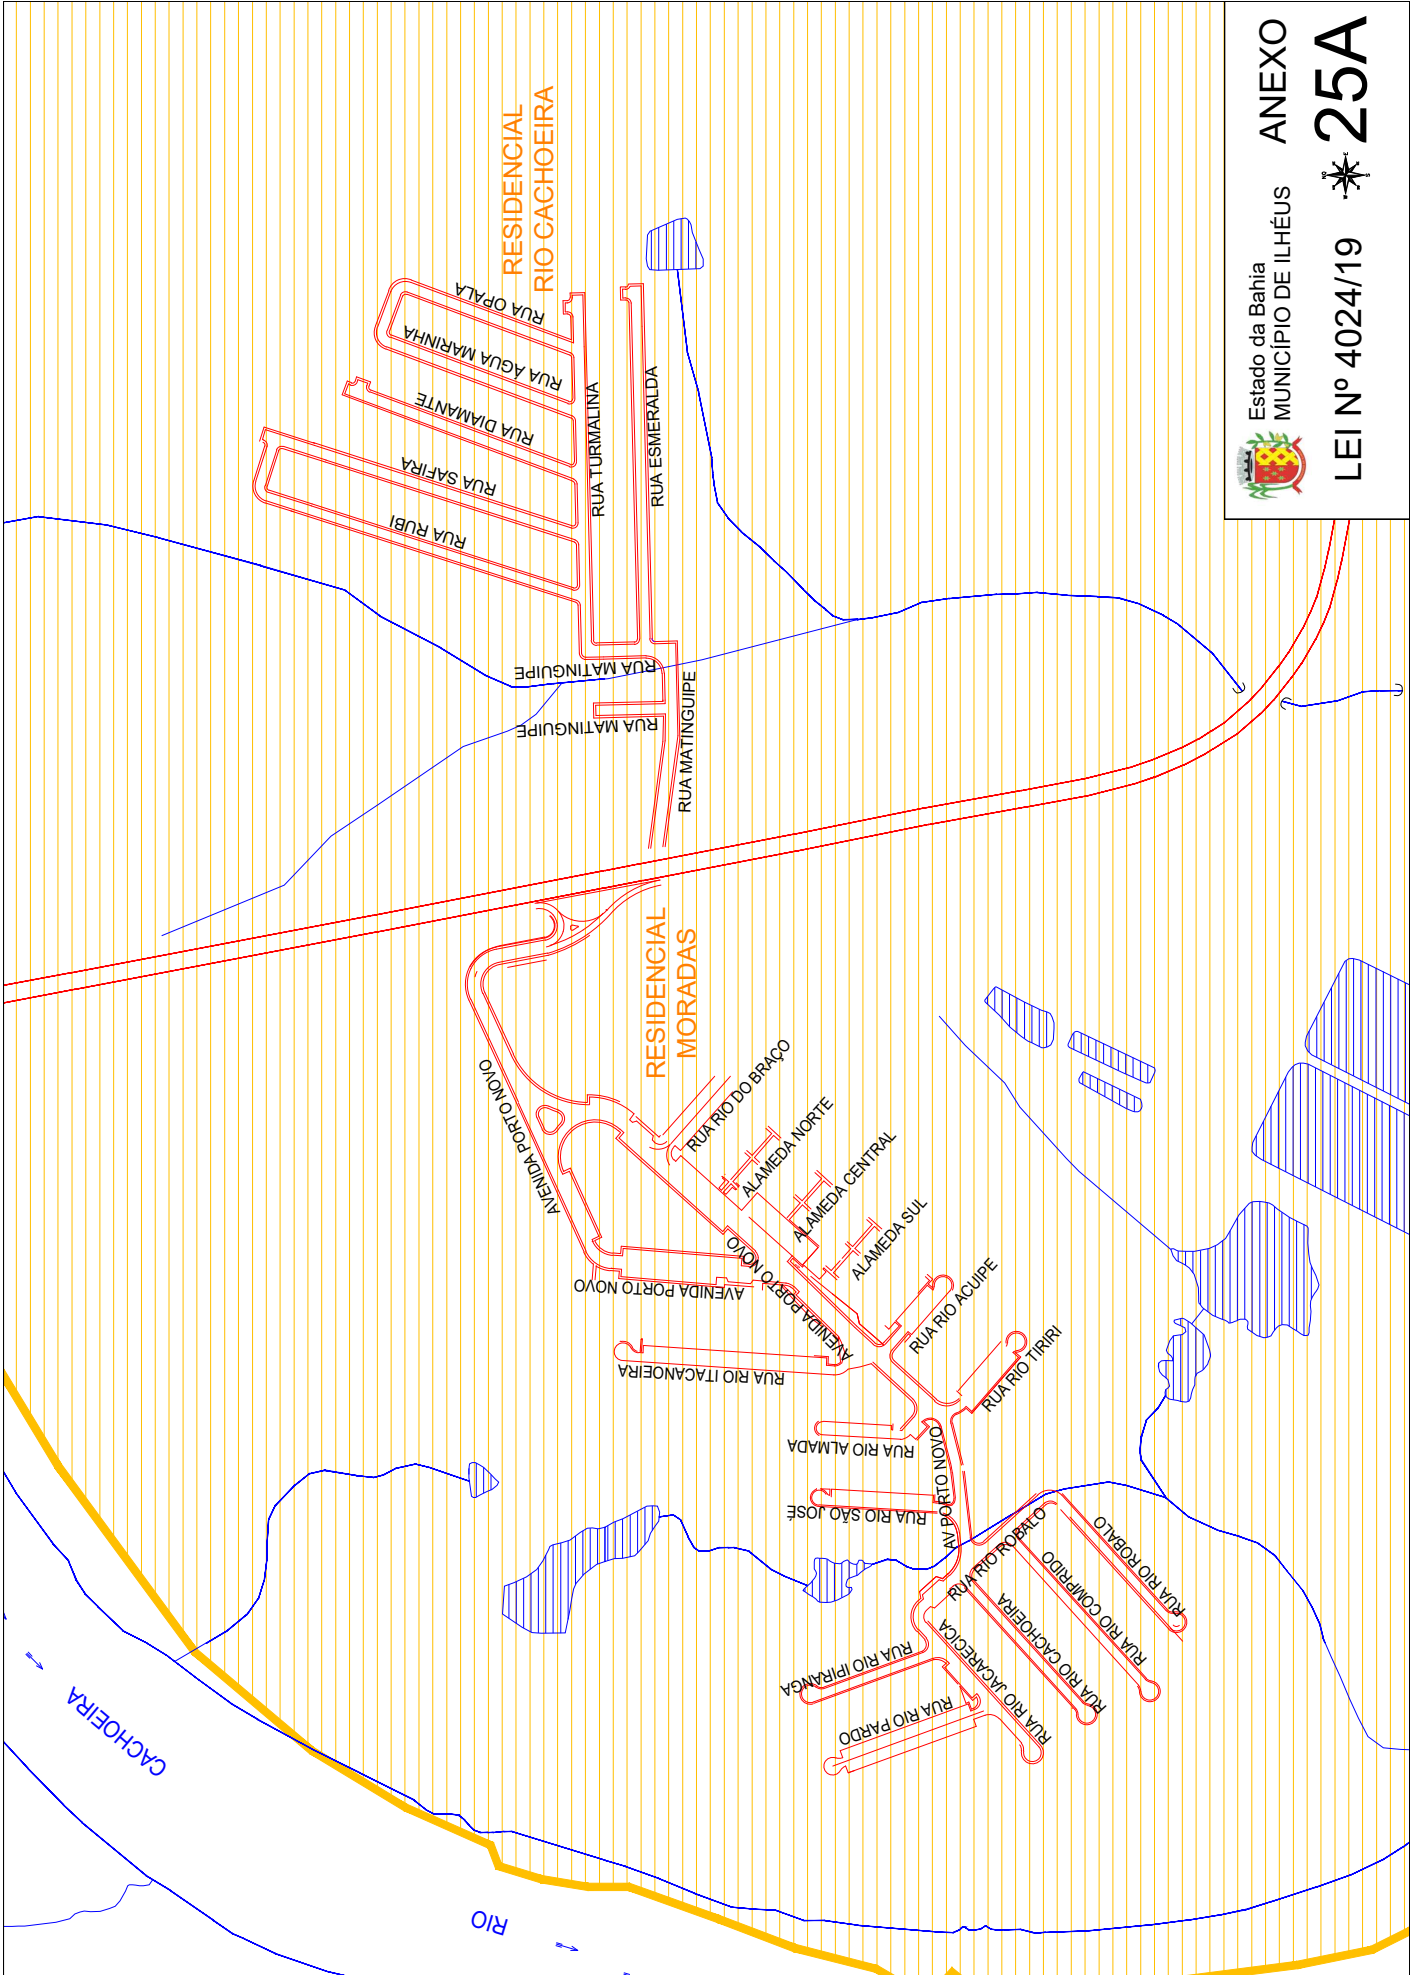 Estado da Bahia
MUNICÍPIO DE ILHÉUS
ANEXO
LEI Nº 4024/19
25A
RESIDENCIAL
RIO CACHOEIRA
RUA OPALA
RUA ÁGUA MARINHA
RUA DIAMANTE
RUA SAFIRA
RUA RUBI
RUA TURMALINA
RUA ESMERALDA
RUA MATINGUIPE
RUA MATINGUIPE
RUA MATINGUIPE
RESIDENCIAL
MORADAS
AVENIDA PORTO NOVO
AVENIDA PORTO NOVO
AVENIDA PORTO NOVO
RUA RIO DO BRAÇO
ALAMEDA NORTE
ALAMEDA CENTRAL
ALAMEDA SUL
RUA RIO ACUIPE
RUA RIO TIRIRI
RUA RIO ITACANOEIRA
RUA RIO ALMADA
RUA RIO SÃO JOSÉ
AV PORTO NOVO
RUA RIO ROBALO
RUA RIO ROBALO
RUA RIO COMPRIDO
RUA RIO CACHOEIRA
RUA RIO JACARECICA
RUA RIO IPIRANGA
RUA RIO PARDO
RIO
CACHOEIRA